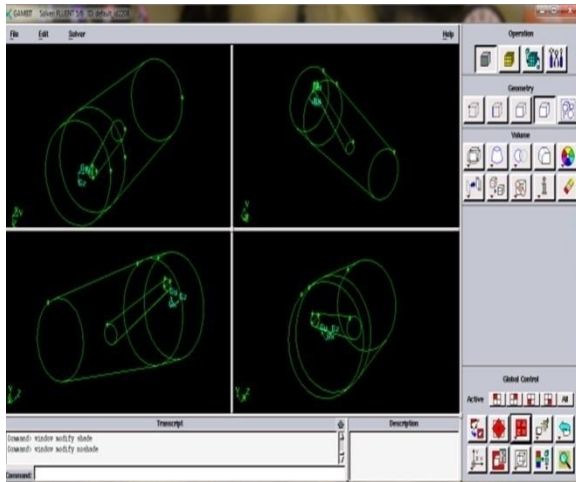 GAMBIT Solver: FLUENT 5/6 ID: default_id2208
File Edit Solver Help
Operation
Geometry
Volume
Global Control
Active All
Transcript Description
Command> window modify shade
Command> window modify noshade
Command: